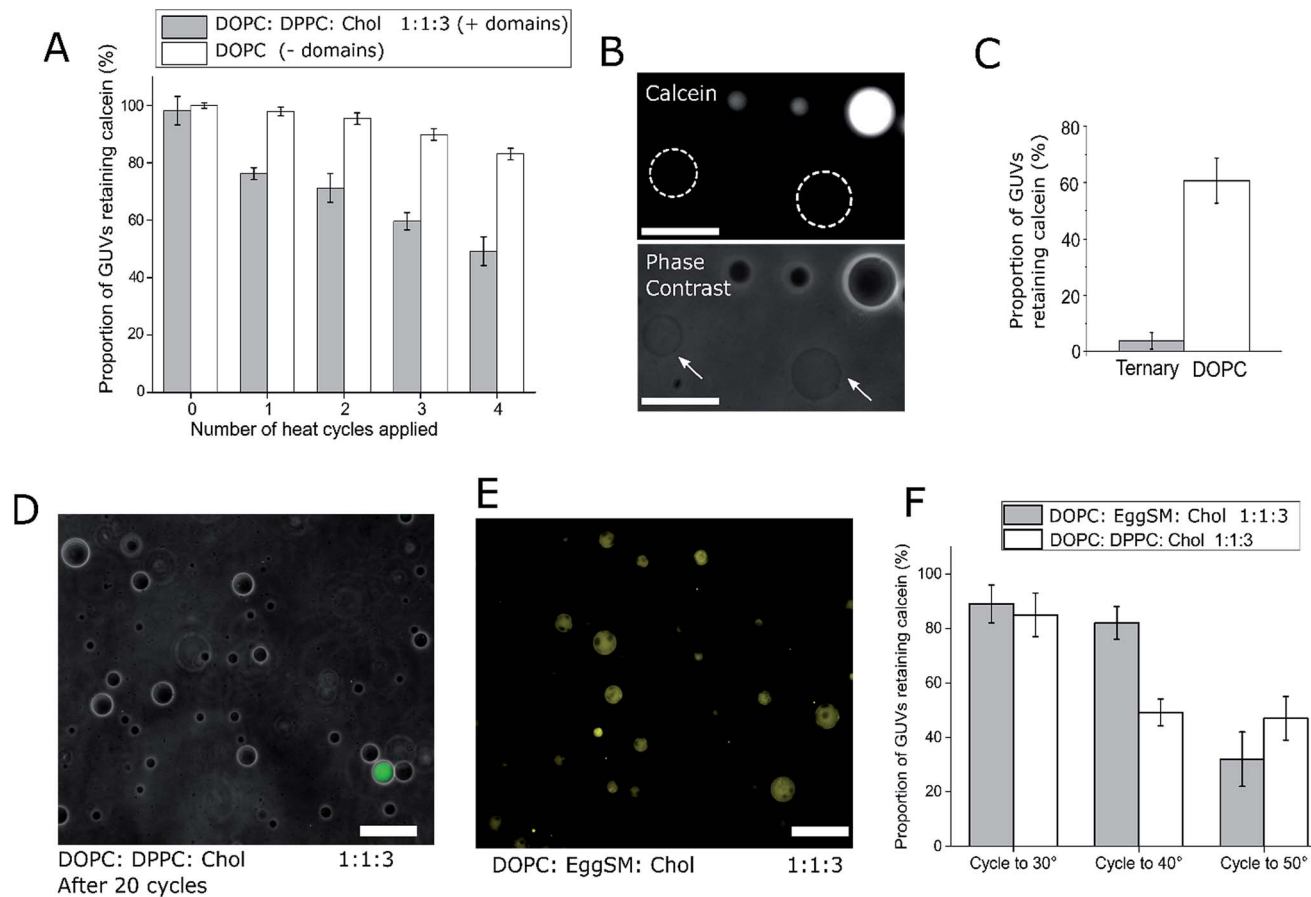 A
DOPC: DPPC: Chol 1:1:3 (+ domains)
DOPC (- domains)
Proportion of GUVs retaining calcein (%)
100
80
60
40
20
0
0 1 2 3 4
Number of heat cycles applied
B
Calcein
Phase
Contrast
C
Proportion of GUVs
retaining calcein (%)
80
60
40
20
0
Ternary DOPC
D
DOPC: DPPC: Chol 1:1:3
After 20 cycles
E
DOPC: EggSM: Chol 1:1:3
F
DOPC: EggSM: Chol 1:1:3
DOPC: DPPC: Chol 1:1:3
Proportion of GUVs retaining calcein (%)
100
80
60
40
20
0
Cycle to 30° Cycle to 40° Cycle to 50°